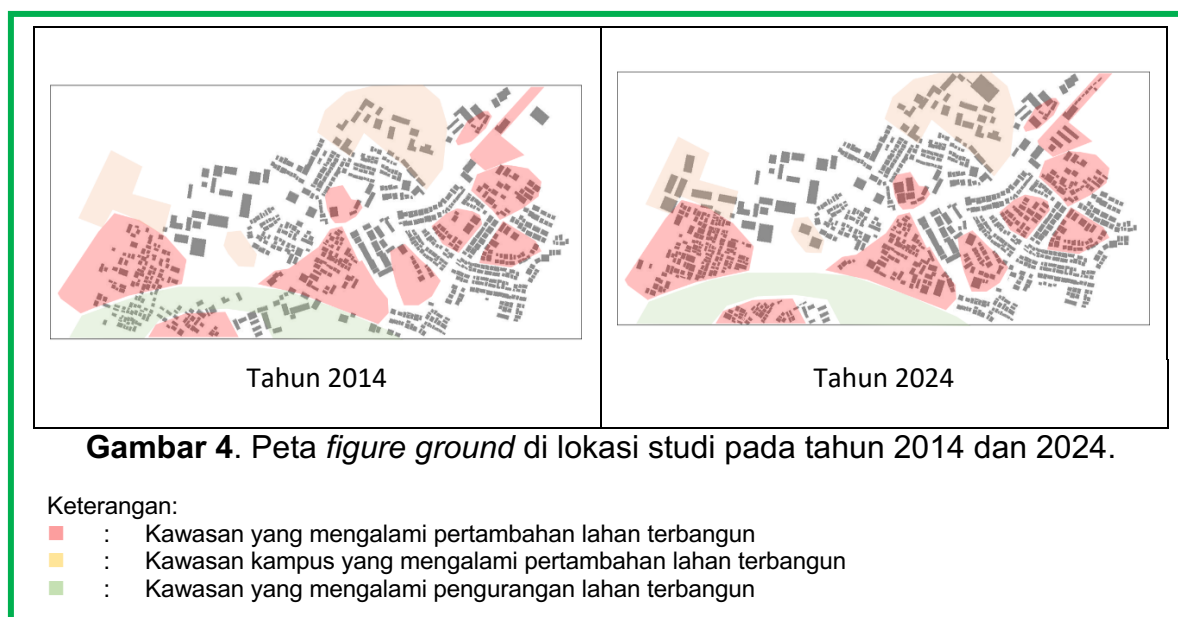 Tahun 2014
Tahun 2024
Gambar 4. Peta figure ground di lokasi studi pada tahun 2014 dan 2024.
Keterangan:
: Kawasan yang mengalami pertambahan lahan terbangun
: Kawasan kampus yang mengalami pertambahan lahan terbangun
: Kawasan yang mengalami pengurangan lahan terbangun